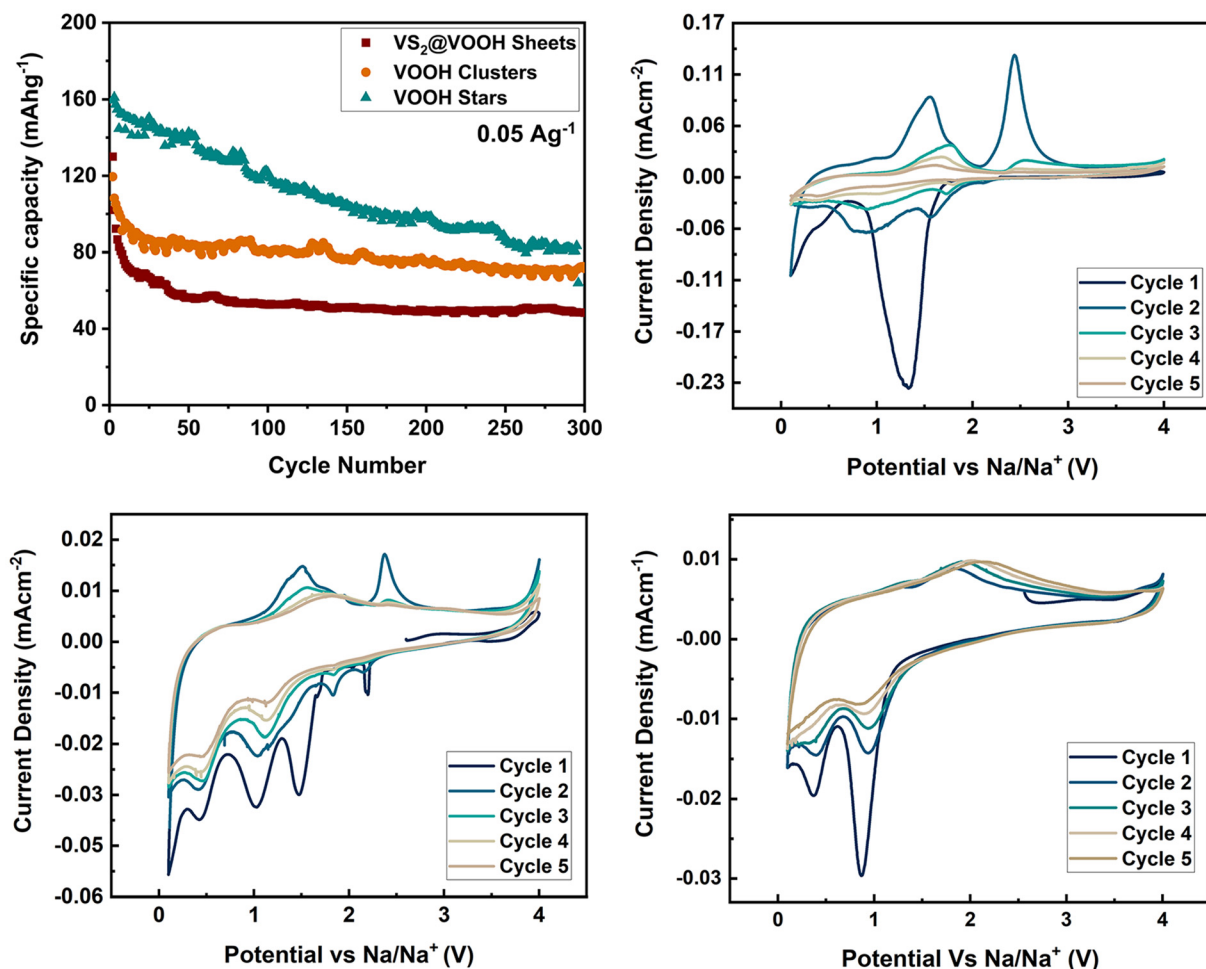 200
160
120
80
40
0
0
50
100
150
200
250
300
Specific capacity (mAhg⁻¹)
Cycle Number
VS₂@VOOH Sheets
VOOH Clusters
VOOH Stars
0.05 Ag⁻¹
0.17
0.11
0.06
0.00
-0.06
-0.11
-0.17
-0.23
0
1
2
3
4
Current Density (mAcm⁻²)
Potential vs Na/Na⁺ (V)
Cycle 1
Cycle 2
Cycle 3
Cycle 4
Cycle 5
0.02
0.01
0.00
-0.01
-0.02
-0.03
-0.05
-0.06
0
1
2
3
4
Current Density (mAcm⁻²)
Potential vs Na/Na⁺ (V)
Cycle 1
Cycle 2
Cycle 3
Cycle 4
Cycle 5
0.01
-0.00
-0.01
-0.02
-0.03
0
1
2
3
4
Current Density (mAcm⁻¹)
Potential Vs Na/Na⁺ (V)
Cycle 1
Cycle 2
Cycle 3
Cycle 4
Cycle 5